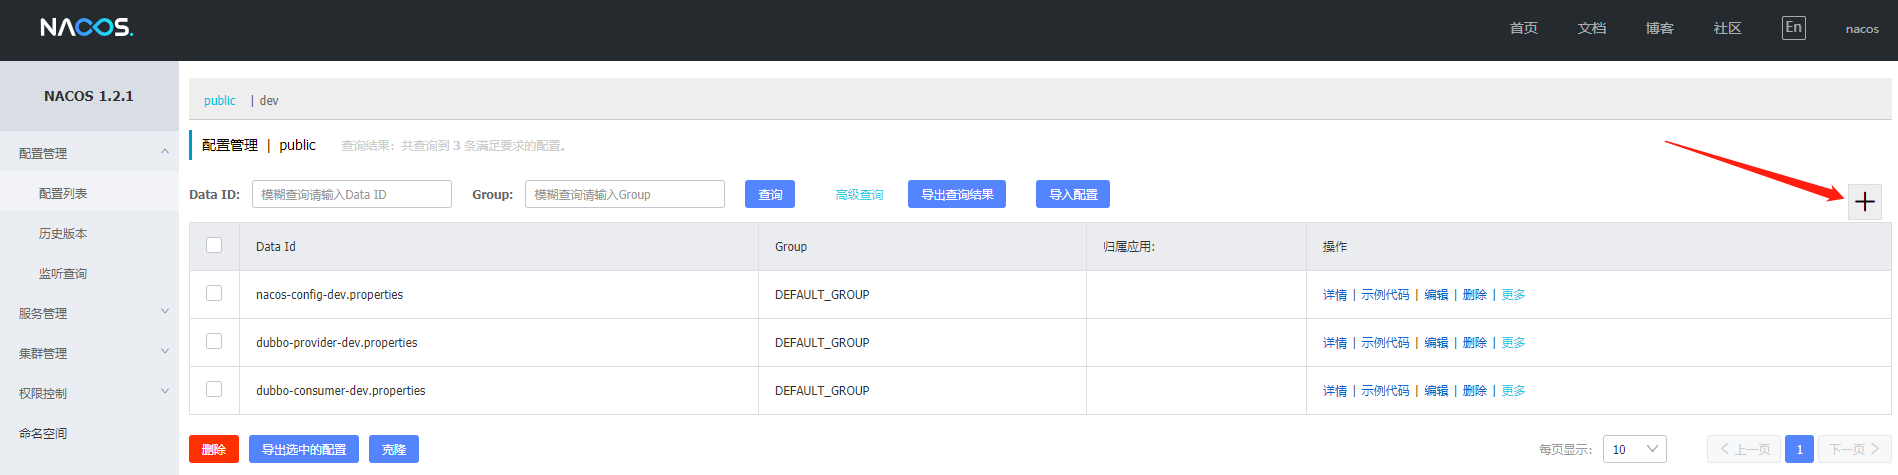 NACOS. 首页 文档 博客 社区 En nacos
NACOS 1.2.1
配置管理
配置列表
历史版本
监听查询
服务管理
集群管理
权限控制
命名空间
public | dev
配置管理 | public 查询结果：共查询到 3 条满足要求的配置。
Data ID: 模糊查询请输入Data ID Group: 模糊查询请输入Group 查询 高级查询 导出查询结果 导入配置
Data Id Group 归属应用: 操作
nacos-config-dev.properties DEFAULT_GROUP 详情 | 示例代码 | 编辑 | 删除 | 更多
dubbo-provider-dev.properties DEFAULT_GROUP 详情 | 示例代码 | 编辑 | 删除 | 更多
dubbo-consumer-dev.properties DEFAULT_GROUP 详情 | 示例代码 | 编辑 | 删除 | 更多
删除 导出选中的配置 克隆 每页显示： 10 上一页 1 下一页